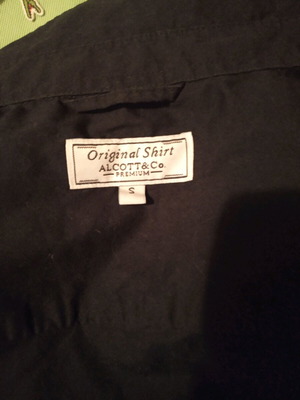 Original Shirt
ALCOTT&Co.
PREMIUM
S